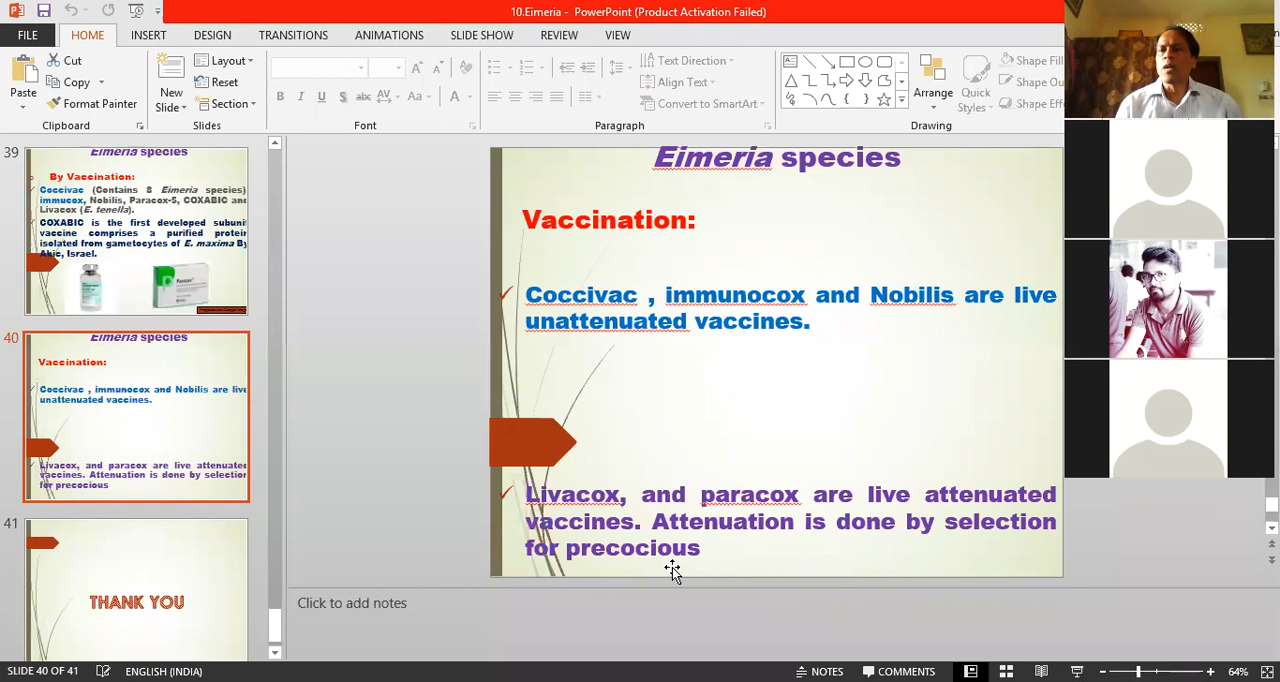 10.Eimeria - PowerPoint (Product Activation Failed)
FILE HOME INSERT DESIGN TRANSITIONS ANIMATIONS SLIDE SHOW REVIEW VIEW
Paste
Cut
Copy
Format Painter
Clipboard
New Slide
Layout
Reset
Section
Slides
B I U S abc AV Aa A
Font
Text Direction
Align Text
Convert to SmartArt
Paragraph
Arrange
Quick Styles
Shape Fill
Shape Ou
Shape Effe
Drawing
39
Eimeria species
By Vaccination:
Coccivac (Contains 8 Eimeria species)
immucox, Nobilis, Paracox-5, COXABIC and
Livacox (E. tenella).
COXABIC is the first developed subunit
vaccine comprises a purified protein
isolated from gametocytes of E. maxima By
Abic, Israel.
40
Eimeria species
Vaccination:
Coccivac , immunocox and Nobilis are live
unattenuated vaccines.
Livacox, and paracox are live attenuated
vaccines. Attenuation is done by selection
for precocious
41
THANK YOU
Eimeria species
Vaccination:
Coccivac , immunocox and Nobilis are live
unattenuated vaccines.
Livacox, and paracox are live attenuated
vaccines. Attenuation is done by selection
for precocious
Click to add notes
SLIDE 40 OF 41 ENGLISH (INDIA) NOTES COMMENTS 64%